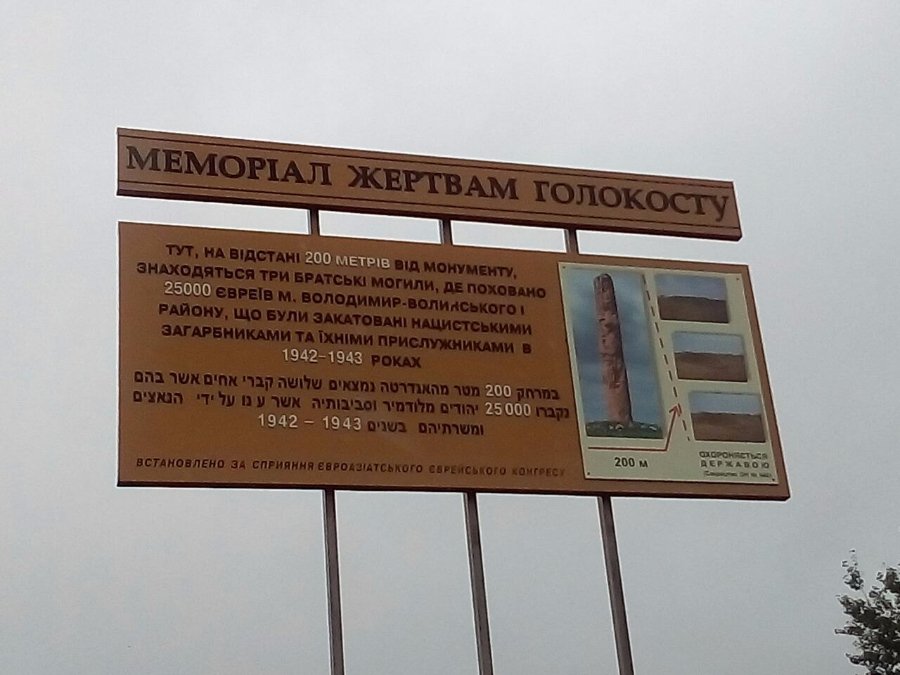 МЕМОРІАЛ ЖЕРТВАМ ГОЛОКОСТУ
ТУТ, НА ВІДСТАНІ 200 МЕТРІВ ВІД МОНУМЕНТУ,
ЗНАХОДЯТЬСЯ ТРИ БРАТСЬКІ МОГИЛИ, ДЕ ПОХОВАНО
25000 ЄВРЕЇВ М. ВОЛОДИМИР-ВОЛИНСЬКОГО І
РАЙОНУ, ЩО БУЛИ ЗАКАТОВАНІ НАЦИСТСЬКИМИ
ЗАГАРБНИКАМИ ТА ЇХНІМИ ПРИСЛУЖНИКАМИ В
1942-1943 РОКАХ
במרחק 200 מטר מהאנדרטה נמצאים שלושה קברי אחים אשר בהם
נקברו 25000 יהודים מלודמיר וסביבותיה אשר ע נו על ידי הנאצים
ומשרתיהם בשנים 1942 - 1943
ВСТАНОВЛЕНО ЗА СПРИЯННЯ ЄВРОАЗІАТСЬКОГО ЄВРЕЙСЬКОГО КОНГРЕСУ
200 м
ОХОРОНЯЄТЬСЯ
ДЕРЖАВОЮ